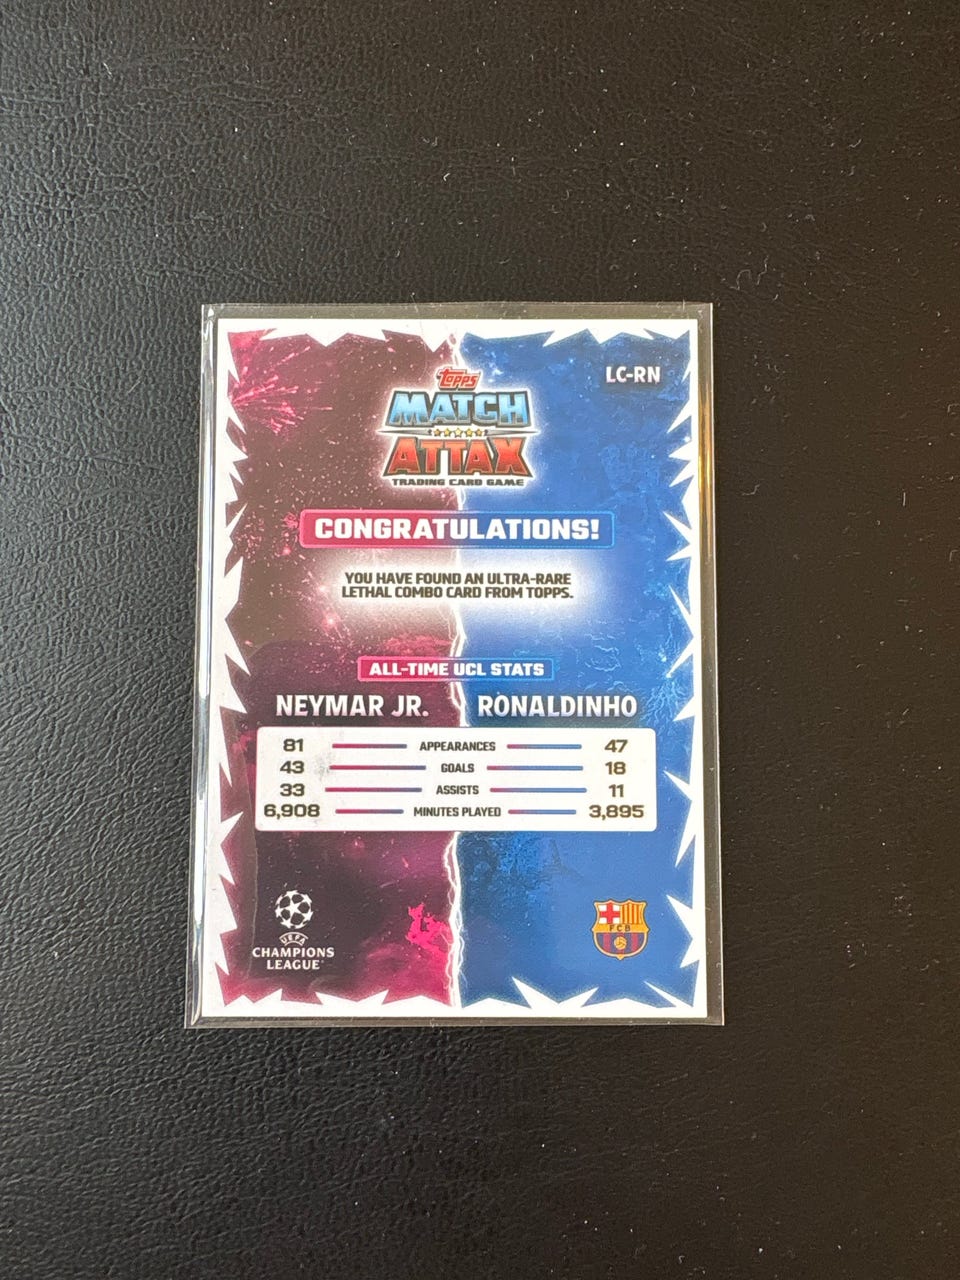 LC-RN
topps
MATCH
ATTAX
TRADING CARD GAME
CONGRATULATIONS!
YOU HAVE FOUND AN ULTRA-RARE
LETHAL COMBO CARD FROM TOPPS.
ALL-TIME UCL STATS
NEYMAR JR. RONALDINHO
81 APPEARANCES 47
43 GOALS 18
33 ASSISTS 11
6,908 MINUTES PLAYED 3,895
UEFA
CHAMPIONS
LEAGUE
FCB